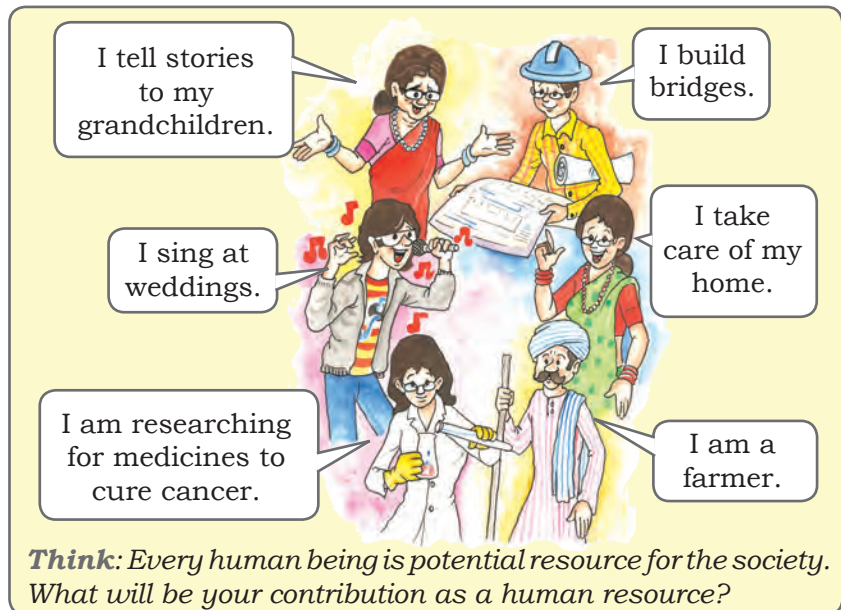 I tell stories
to my
grandchildren.
I build
bridges.
I sing at
weddings.
I take
care of my
home.
I am researching
for medicines to
cure cancer.
I am a
farmer.
Think: Every human being is potential resource for the society.
What will be your contribution as a human resource?